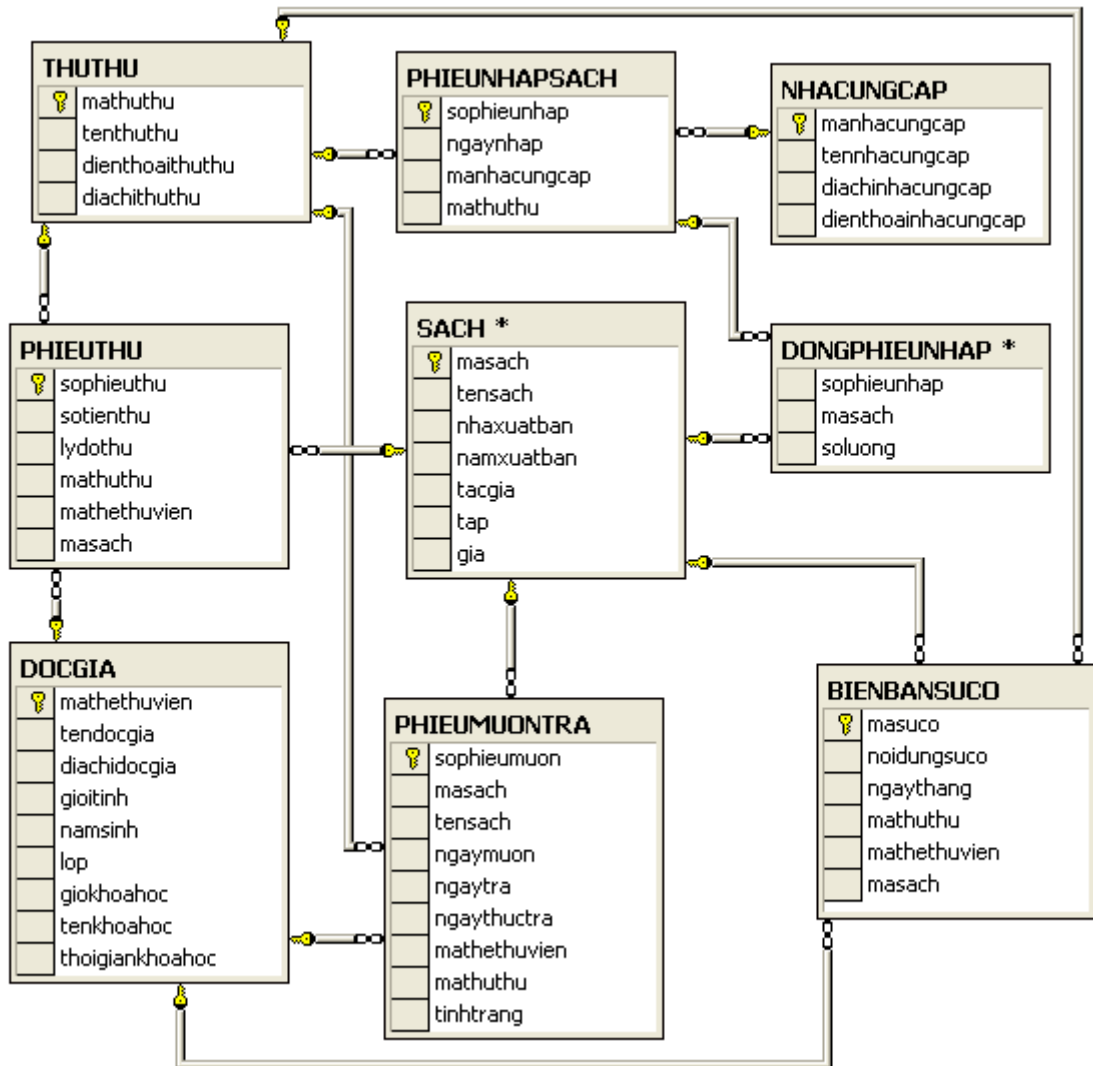 THUTHU
mathuthu
tenthuthu
dienthoaithuthu
diachithuthu
PHIEUNHAPSACH
sophieunhap
ngaynhap
manhacungcap
mathuthu
NHACUNGCAP
manhacungcap
tennhacungcap
diachinhacungcap
dienthoainhacungcap
PHIEUTHU
sophieuthu
sotienthu
lydothu
mathuthu
mathethuvien
masach
SACH *
masach
tensach
nhaxuatban
namxuatban
tacgia
tap
gia
DONGPHIEUNHAP *
sophieunhap
masach
soluong
DOCGIA
mathethuvien
tendocgia
diachidocgia
gioitinh
namsinh
lop
giokhoahoc
tenkhoahoc
thoigiankhoahoc
PHIEUMUONTRA
sophieumuon
masach
tensach
ngaymuon
ngaytra
ngaythuctra
mathethuvien
mathuthu
tinhtrang
BIENBANSUCO
masuco
noidungsuco
ngaythang
mathuthu
mathethuvien
masach